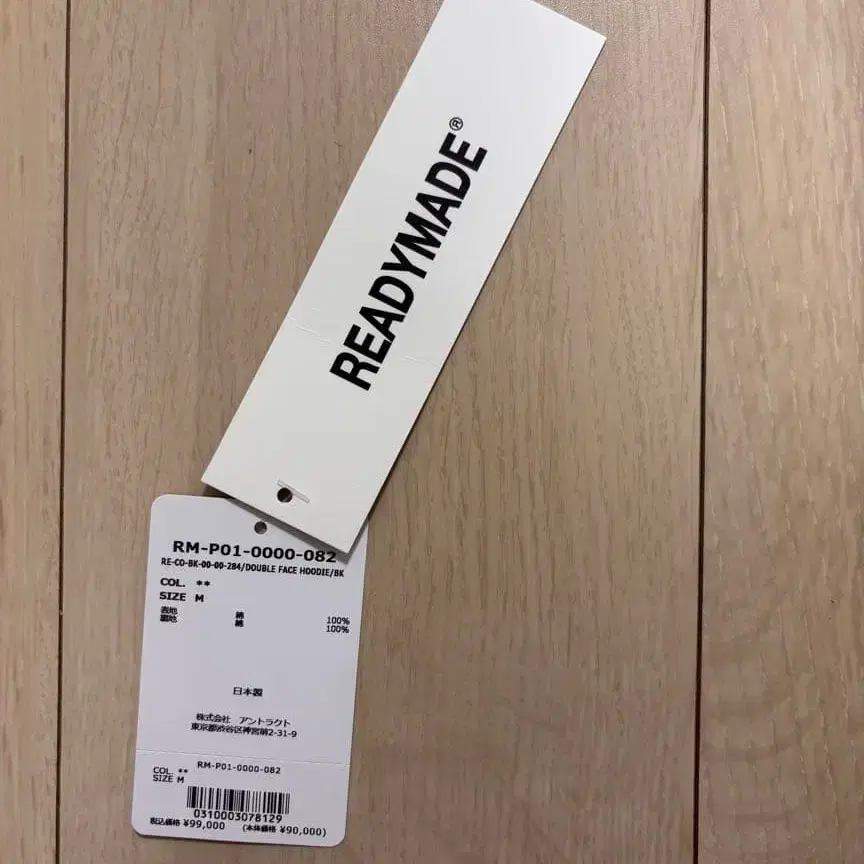 READYMADE®
RM-P01-0000-082
RE-CO-BK-00-00-284/DOUBLE FACE HOODIE/BK
COL. **
SIZE M
表地 綿 100%
裏地 綿 100%
日本製
株式会社 アントラクト
東京都渋谷区神宮前2-31-9
COL. ** RM-P01-0000-082
SIZE M
0310003078129
税込価格 ¥99,000 (本体価格 ¥90,000)